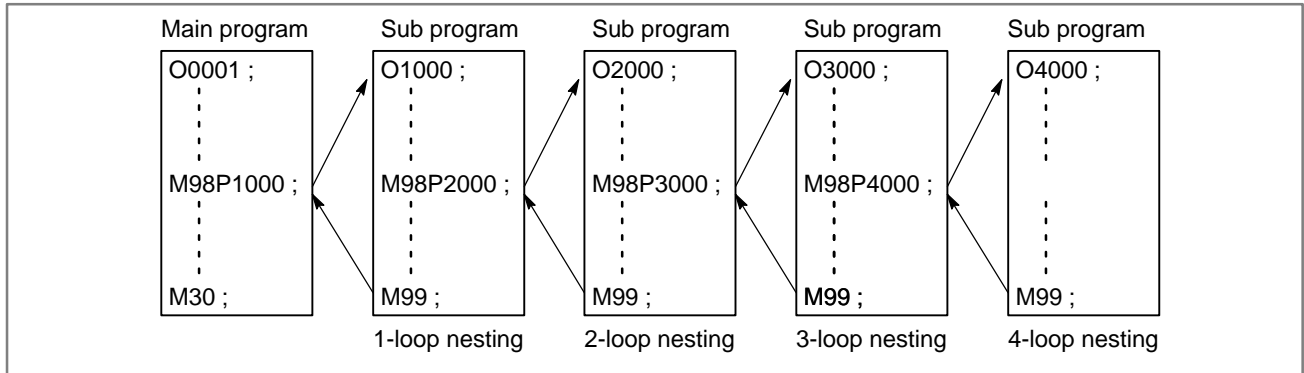 Main program
Sub program
Sub program
Sub program
Sub program
O0001 ;
O1000 ;
O2000 ;
O3000 ;
O4000 ;
M98P1000 ;
M98P2000 ;
M98P3000 ;
M98P4000 ;
M30 ;
M99 ;
M99 ;
M99 ;
M99 ;
1-loop nesting
2-loop nesting
3-loop nesting
4-loop nesting